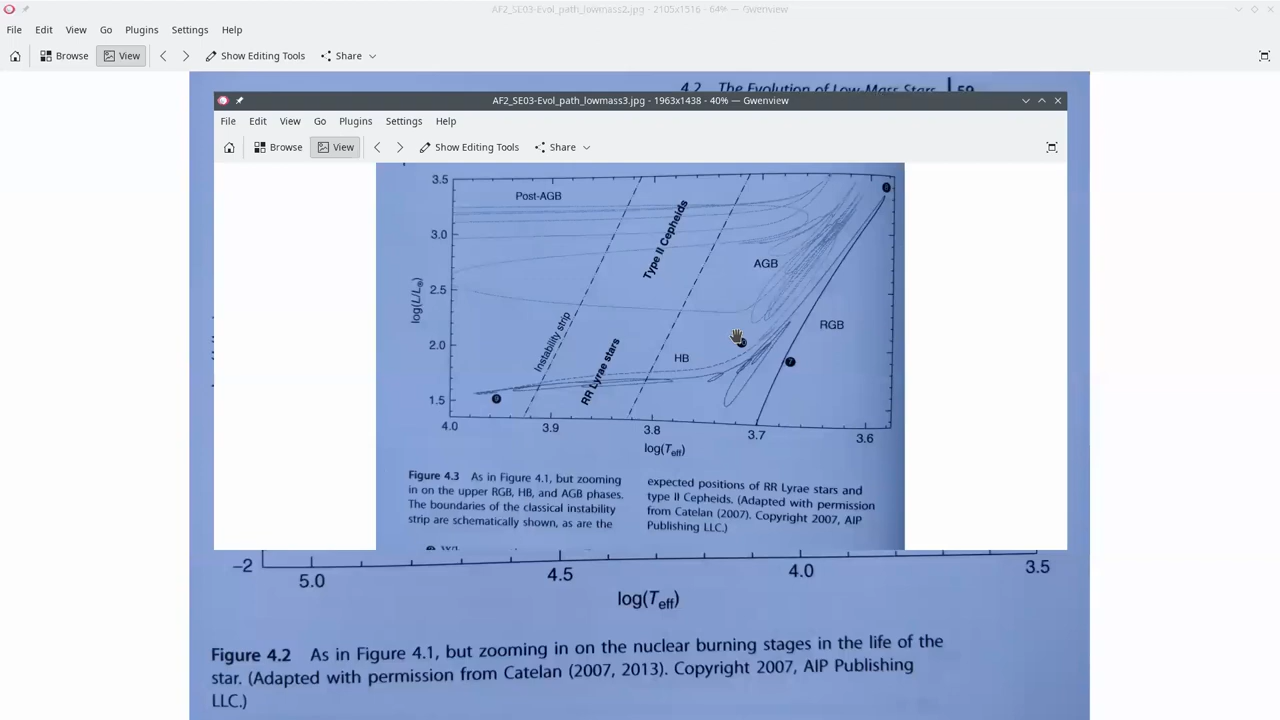 AF2_SE03-Evol_path_lowmass2.jpg - 2105x1516 - 64% — Gwenview
File Edit View Go Plugins Settings Help
Browse View Show Editing Tools Share
4.2 The Evolution of Low-Mass Stars 59
AF2_SE03-Evol_path_lowmass3.jpg - 1963x1438 - 40% — Gwenview
File Edit View Go Plugins Settings Help
Browse View Show Editing Tools Share
3.5
Post-AGB
8
3.0
Type II Cepheids
AGB
2.5
log(L/L⊙)
RGB
2.0
Instability strip
RR Lyrae stars
HB
7
1.5
9
4.0 3.9 3.8 3.7 3.6
log(Teff)
Figure 4.3 As in Figure 4.1, but zooming
in on the upper RGB, HB, and AGB phases.
The boundaries of the classical instability
strip are schematically shown, as are the
expected positions of RR Lyrae stars and
type II Cepheids. (Adapted with permission
from Catelan (2007). Copyright 2007, AIP
Publishing LLC.)
−2
5.0 4.5 4.0 3.5
log(Teff)
Figure 4.2 As in Figure 4.1, but zooming in on the nuclear burning stages in the life of the
star. (Adapted with permission from Catelan (2007, 2013). Copyright 2007, AIP Publishing
LLC.)